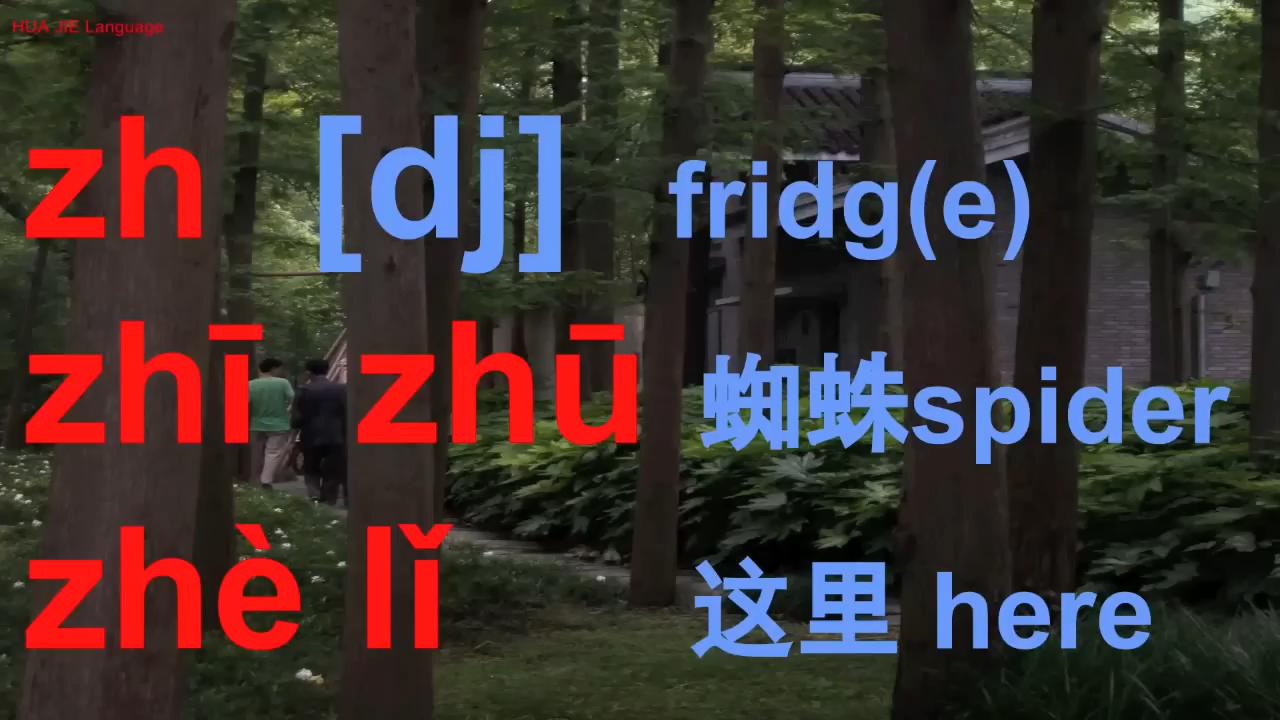 HUA JIE Language
zh [dj] fridg(e)
zhī zhū 蜘蛛spider
zhè lǐ 这里 here